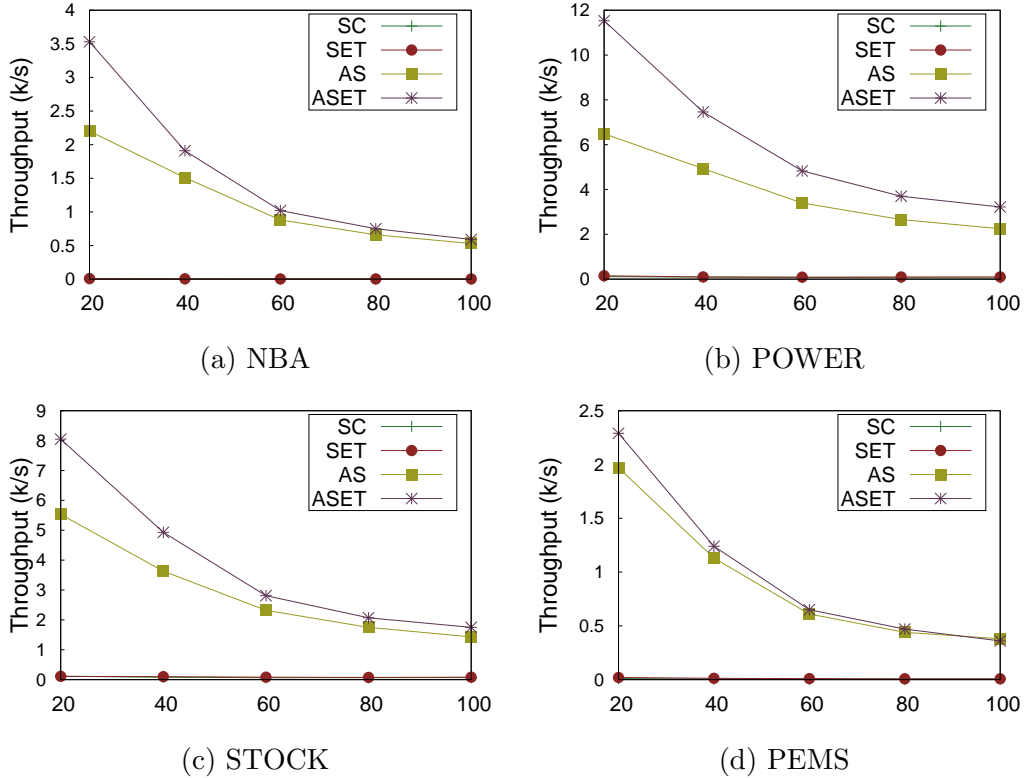 4
3.5
3
2.5
2
1.5
1
0.5
0
Throughput (k/s)
SC
SET
AS
ASET
20 40 60 80 100
(a) NBA
12
10
8
6
4
2
0
Throughput (k/s)
SC
SET
AS
ASET
20 40 60 80 100
(b) POWER
9
8
7
6
5
4
3
2
1
0
Throughput (k/s)
SC
SET
AS
ASET
20 40 60 80 100
(c) STOCK
2.5
2
1.5
1
0.5
0
Throughput (k/s)
SC
SET
AS
ASET
20 40 60 80 100
(d) PEMS